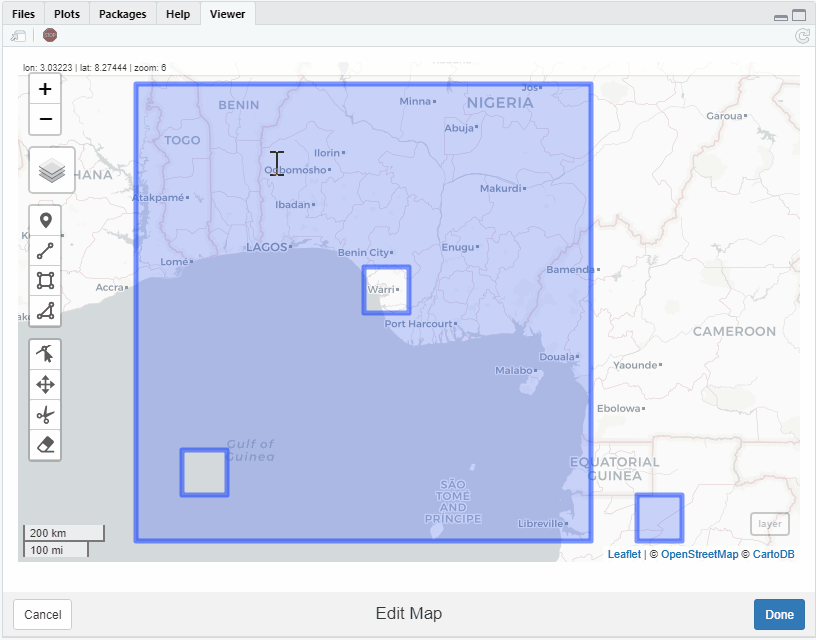 Files Plots Packages Help Viewer
STOP
lon: 3.03223 | lat: 8.27444 | zoom: 6
+
−
BENIN
Minna
NIGERIA
Jos
Garoua
Abuja
TOGO
Ilorin
Ogbomosho
HANA
Makurdi
Atakpamé
Ibadan
LAGOS
Benin City
Enugu
Lomé
Bamenda
Accra
Warri
Port Harcourt
CAMEROON
Douala
Malabo
Yaounde
Ebolowa
Gulf of
Guinea
EQUATORIAL
GUINEA
SÃO
TOMÉ
AND
PRÍNCIPE
Libreville
layer
200 km
100 mi
Leaflet | © OpenStreetMap © CartoDB
Cancel
Edit Map
Done